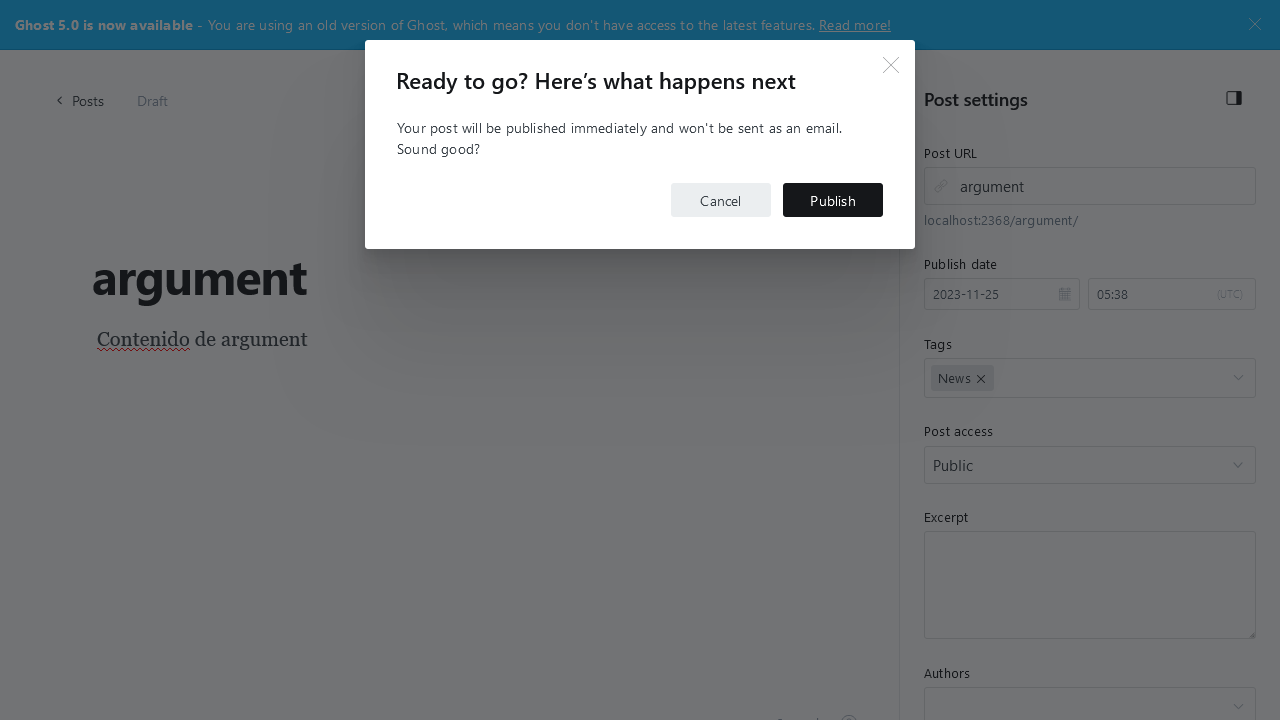 Ghost 5.0 is now available - You are using an old version of Ghost, which means you don't have access to the latest features. Read more!
Ready to go? Here's what happens next
Your post will be published immediately and won't be sent as an email.
Sound good?
Cancel
Publish
Posts
Draft
argument
Contenido de argument
Post settings
Post URL
argument
localhost:2368/argument/
Publish date
2023-11-25
05:38
(UTC)
Tags
News
Post access
Public
Excerpt
Authors